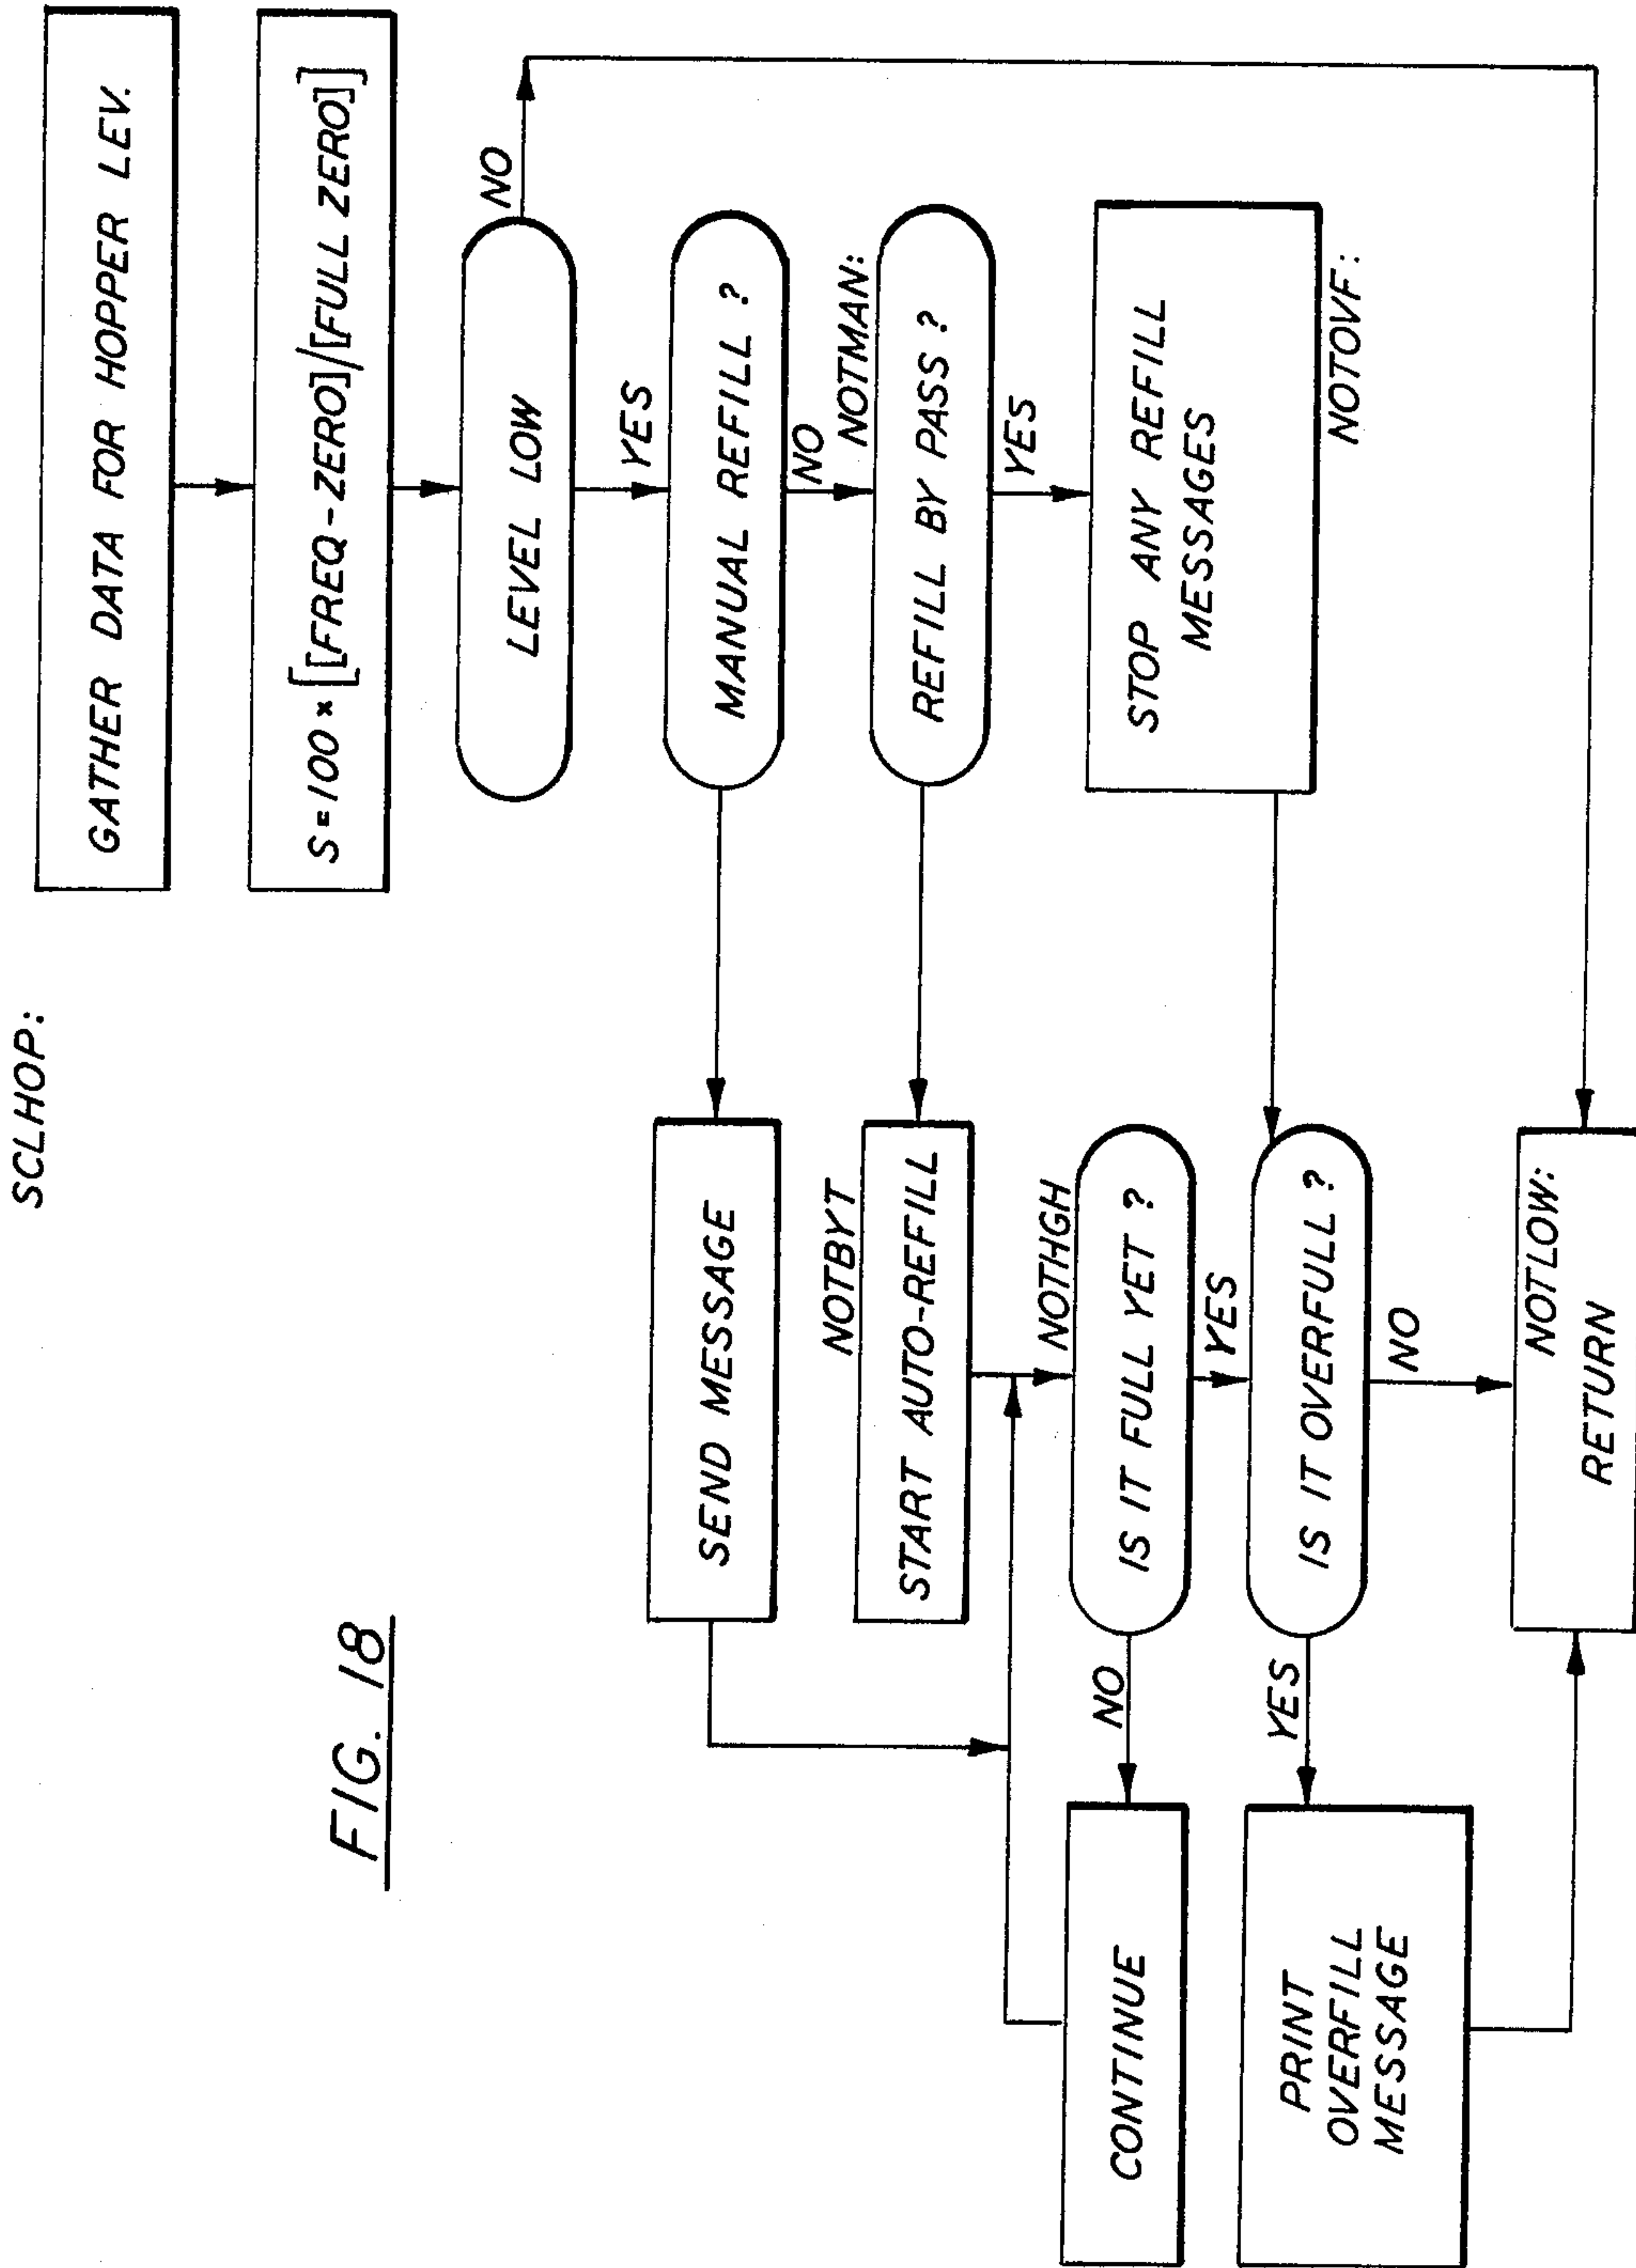 SCLHOP:
GATHER DATA FOR HOPPER LEV.
S=100×[[FREQ-ZERO]/[FULL ZERO]]
LEVEL LOW
NO
YES
MANUAL REFILL ?
NO
NOTMAN:
REFILL BY PASS ?
YES
STOP ANY REFILL
MESSAGES
NOTOVF:
SEND MESSAGE
NOTBYT
START AUTO-REFILL
NOTHGH
IS IT FULL YET ?
NO
YES
CONTINUE
IS IT OVERFULL ?
YES
NO
PRINT
OVERFILL
MESSAGE
NOTLOW:
RETURN
FIG. 18